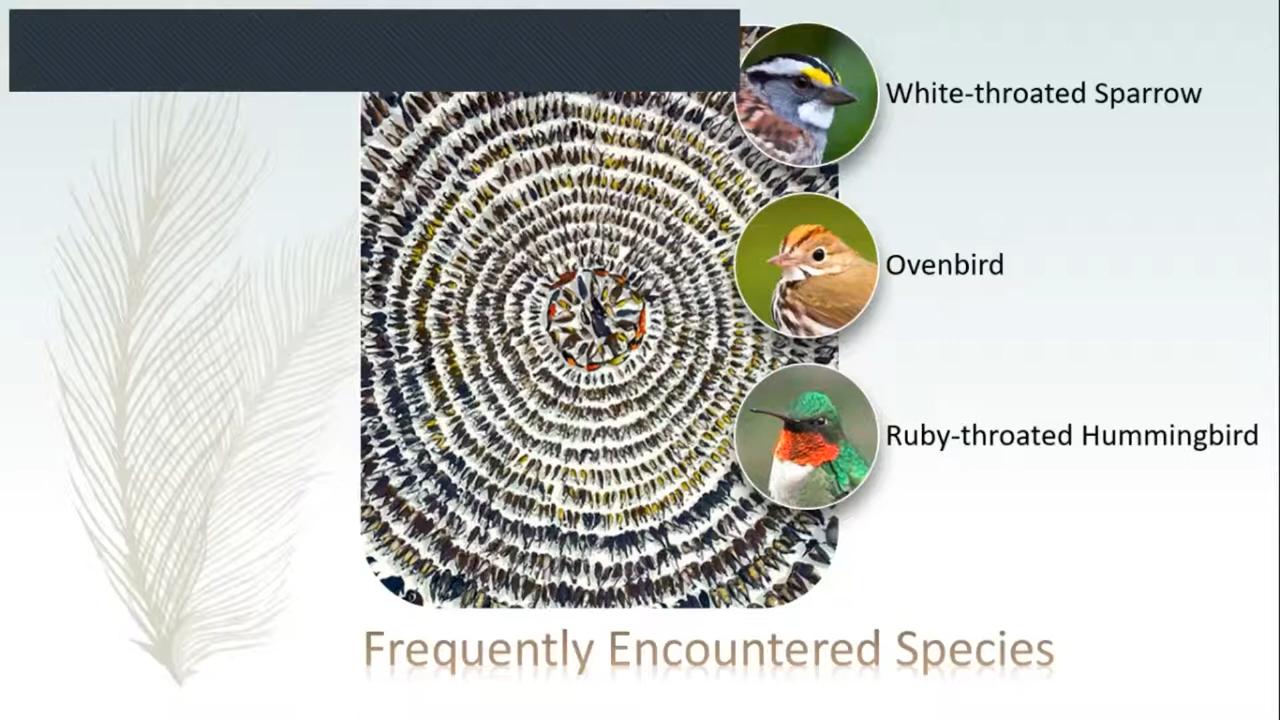 White-throated Sparrow
Ovenbird
Ruby-throated Hummingbird
Frequently Encountered Species